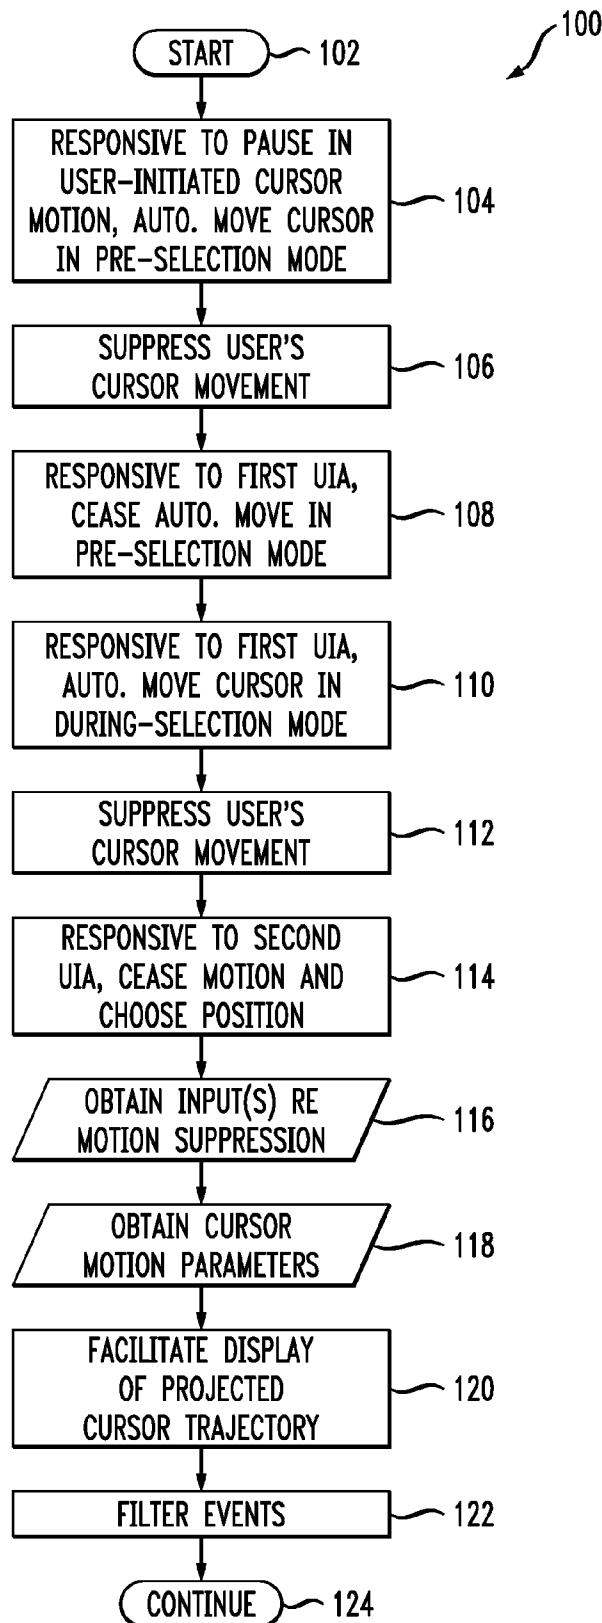 100
START 102
RESPONSIVE TO PAUSE IN
USER-INITIATED CURSOR
MOTION, AUTO. MOVE CURSOR
IN PRE-SELECTION MODE
104
SUPPRESS USER'S
CURSOR MOVEMENT
106
RESPONSIVE TO FIRST UIA,
CEASE AUTO. MOVE IN
PRE-SELECTION MODE
108
RESPONSIVE TO FIRST UIA,
AUTO. MOVE CURSOR IN
DURING-SELECTION MODE
110
SUPPRESS USER'S
CURSOR MOVEMENT
112
RESPONSIVE TO SECOND
UIA, CEASE MOTION AND
CHOOSE POSITION
114
OBTAIN INPUT(S) RE
MOTION SUPPRESSION
116
OBTAIN CURSOR
MOTION PARAMETERS
118
FACILITATE DISPLAY
OF PROJECTED
CURSOR TRAJECTORY
120
FILTER EVENTS 122
CONTINUE 124